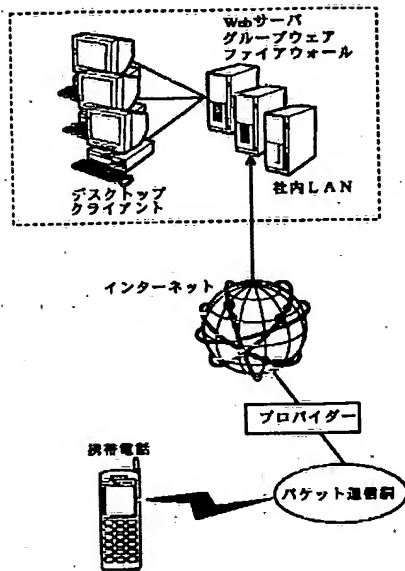 Webサーバ
グループウェア
ファイアウォール
デスクトップ
クライアント
社内LAN
インターネット
プロバイダー
携帯電話
パケット通信網